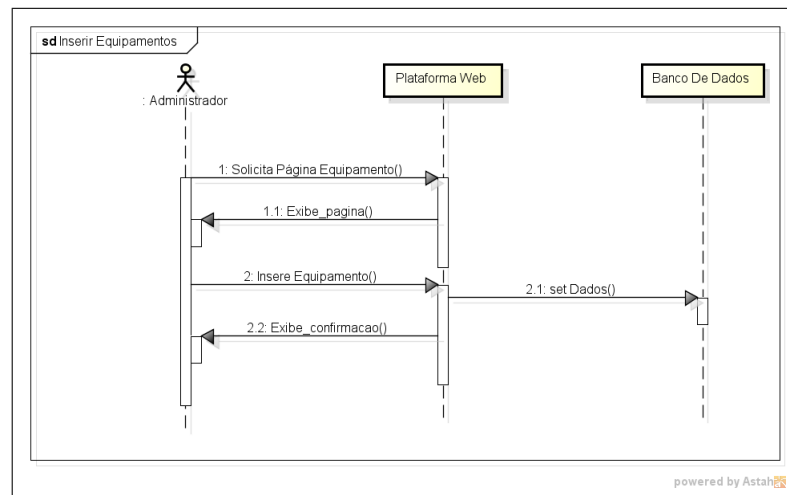 sd Inserir Equipamentos
: Administrador
Plataforma Web
Banco De Dados
1: Solicita Página Equipamento()
1.1: Exibe_pagina()
2: Insere Equipamento()
2.1: set Dados()
2.2: Exibe_confirmacao()
powered by Astah